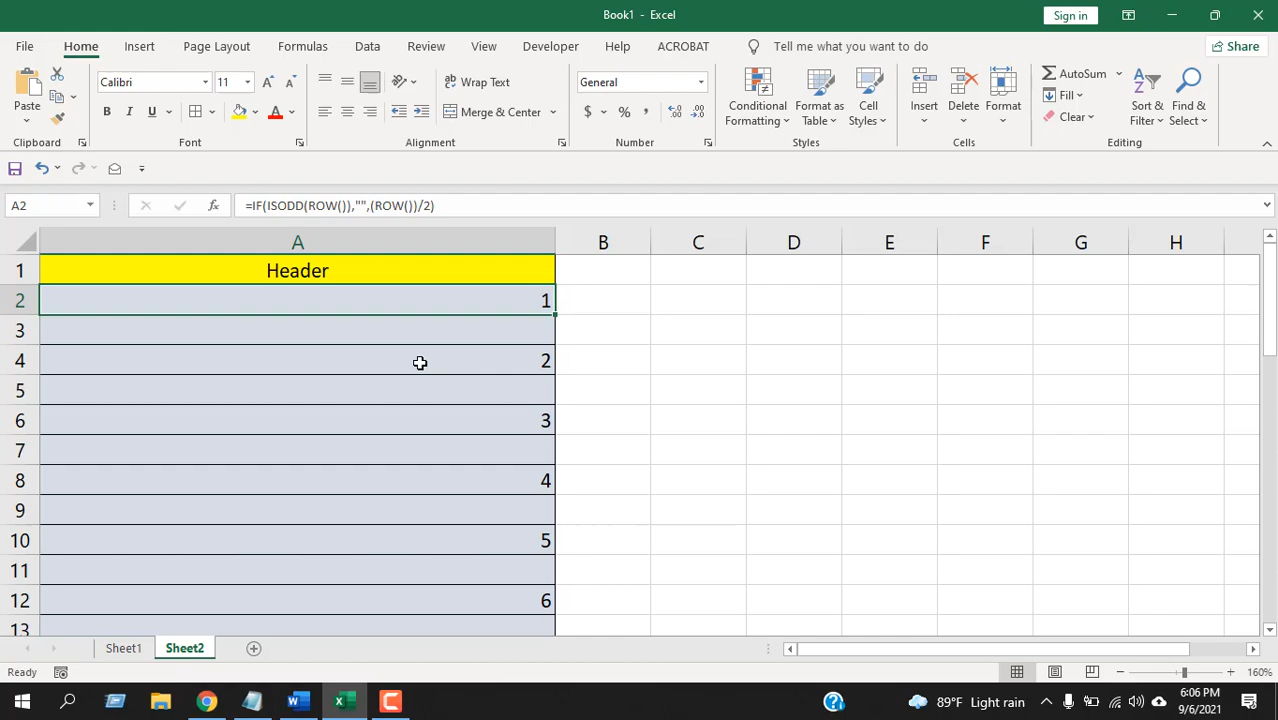 Book1 - Excel
Sign in
File Home Insert Page Layout Formulas Data Review View Developer Help ACROBAT Tell me what you want to do Share
Paste
Calibri 11
B I U A
Wrap Text
Merge & Center
General
$ % ,
Conditional Formatting
Format as Table
Cell Styles
Insert Delete Format
AutoSum
Fill
Clear
Sort & Filter
Find & Select
Clipboard Font Alignment Number Styles Cells Editing
A2 fx =IF(ISODD(ROW()),"",(ROW())/2)
A B C D E F G H
1 Header
2 1
3
4 2
5
6 3
7
8 4
9
10 5
11
12 6
13
Sheet1 Sheet2
Ready 160%
89°F Light rain 6:06 PM
9/6/2021